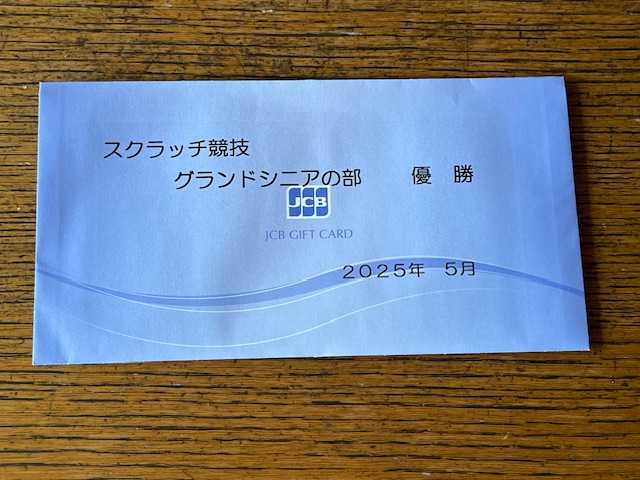 スクラッチ競技
グランドシニアの部　　優　勝
JCB
JCB GIFT CARD
２０２５年　５月